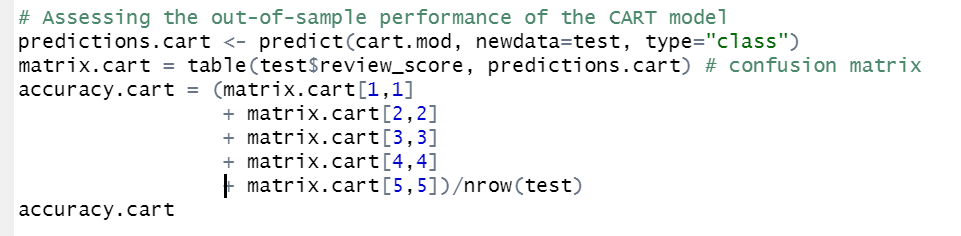 # Assessing the out-of-sample performance of the CART model
predictions.cart <- predict(cart.mod, newdata=test, type="class")
matrix.cart = table(test$review_score, predictions.cart) # confusion matrix
accuracy.cart = (matrix.cart[1,1]
+ matrix.cart[2,2]
+ matrix.cart[3,3]
+ matrix.cart[4,4]
+ matrix.cart[5,5])/nrow(test)
accuracy.cart